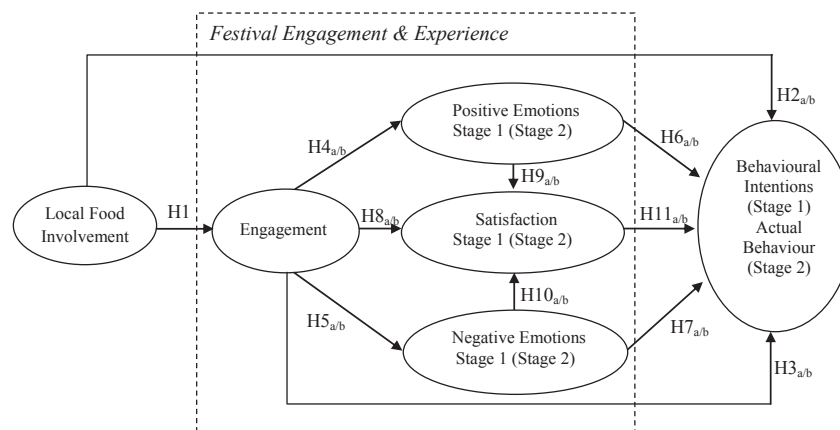 Festival Engagement & Experience
H2a/b
Positive Emotions
Stage 1 (Stage 2)
H4a/b
H6a/b
H9a/b
Behavioural
Intentions
(Stage 1)
Actual
Behaviour
(Stage 2)
Local Food
Involvement
H1
Engagement
H8a/b
Satisfaction
Stage 1 (Stage 2)
H11a/b
H10a/b
H5a/b
Negative Emotions
Stage 1 (Stage 2)
H7a/b
H3a/b